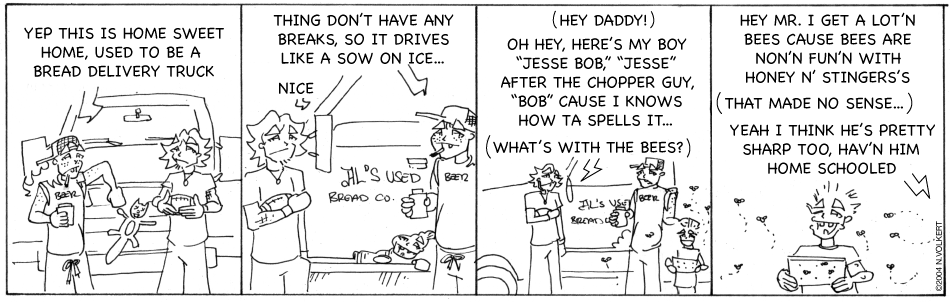 YEP THIS IS HOME SWEET
HOME, USED TO BE A
BREAD DELIVERY TRUCK
BEER
THING DON'T HAVE ANY
BREAKS, SO IT DRIVES
LIKE A SOW ON ICE...
NICE
AL'S USED
BREAD CO.
BEER
(HEY DADDY!)
OH HEY, HERE'S MY BOY
"JESSE BOB," "JESSE"
AFTER THE CHOPPER GUY,
"BOB" CAUSE I KNOWS
HOW TA SPELLS IT...
(WHAT'S WITH THE BEES?)
AL'S USE
BREAD
BEER
HEY MR. I GET A LOT'N
BEES CAUSE BEES ARE
NON'N FUN'N WITH
HONEY N' STINGERS'S
(THAT MADE NO SENSE...)
YEAH I THINK HE'S PRETTY
SHARP TOO, HAV'N HIM
HOME SCHOOLED
©2004 N.VOLKERT